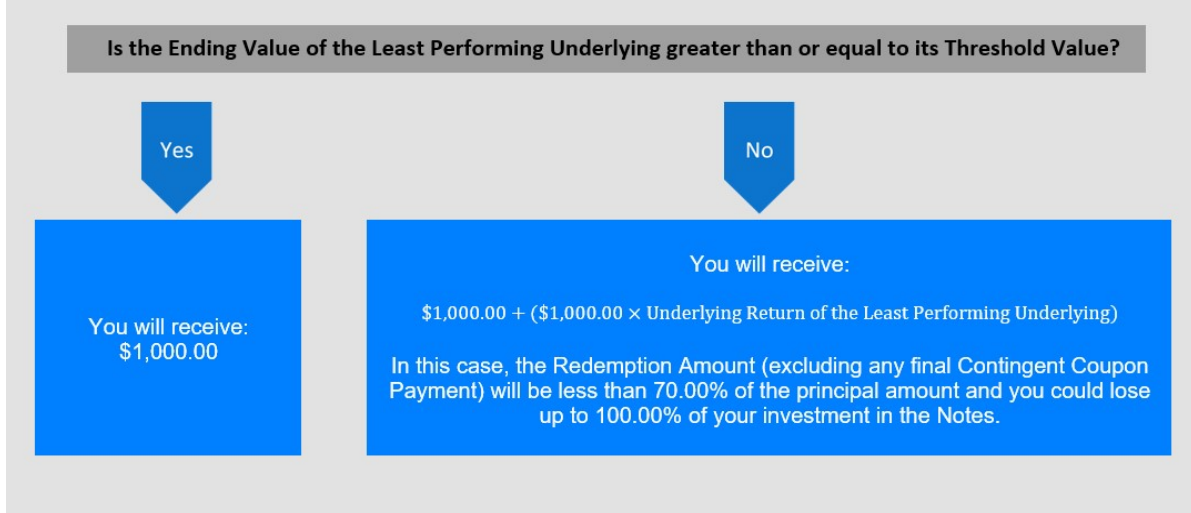 Is the Ending Value of the Least Performing Underlying greater than or equal to its Threshold Value?
Yes
No
You will receive:
$1,000.00
You will receive:
$1,000.00 + ($1,000.00 × Underlying Return of the Least Performing Underlying)
In this case, the Redemption Amount (excluding any final Contingent Coupon
Payment) will be less than 70.00% of the principal amount and you could lose
up to 100.00% of your investment in the Notes.